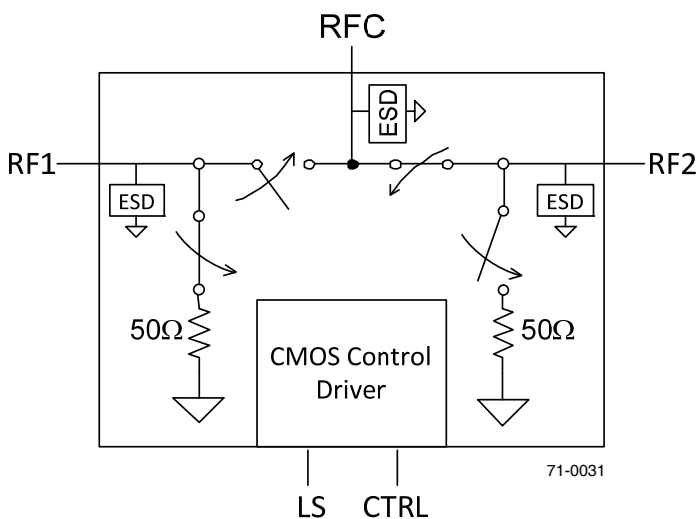 RFC
ESD
RF1
RF2
ESD
ESD
50Ω
50Ω
CMOS Control
Driver
71-0031
LS
CTRL